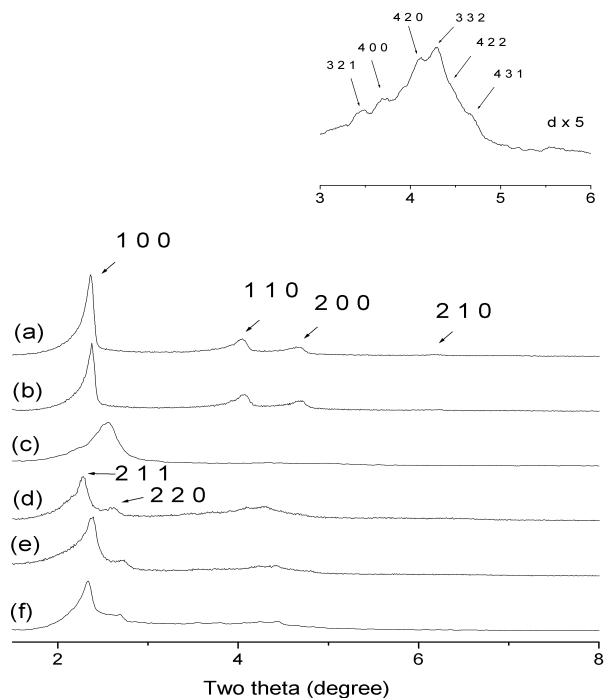 3 3 2
4 2 0
4 0 0
4 2 2
3 2 1
4 3 1
d x 5
3 4 5 6
1 0 0
1 1 0
2 0 0
2 1 0
(a)
(b)
(c)
2 1 1
2 2 0
(d)
(e)
(f)
2 4 6 8
Two theta (degree)